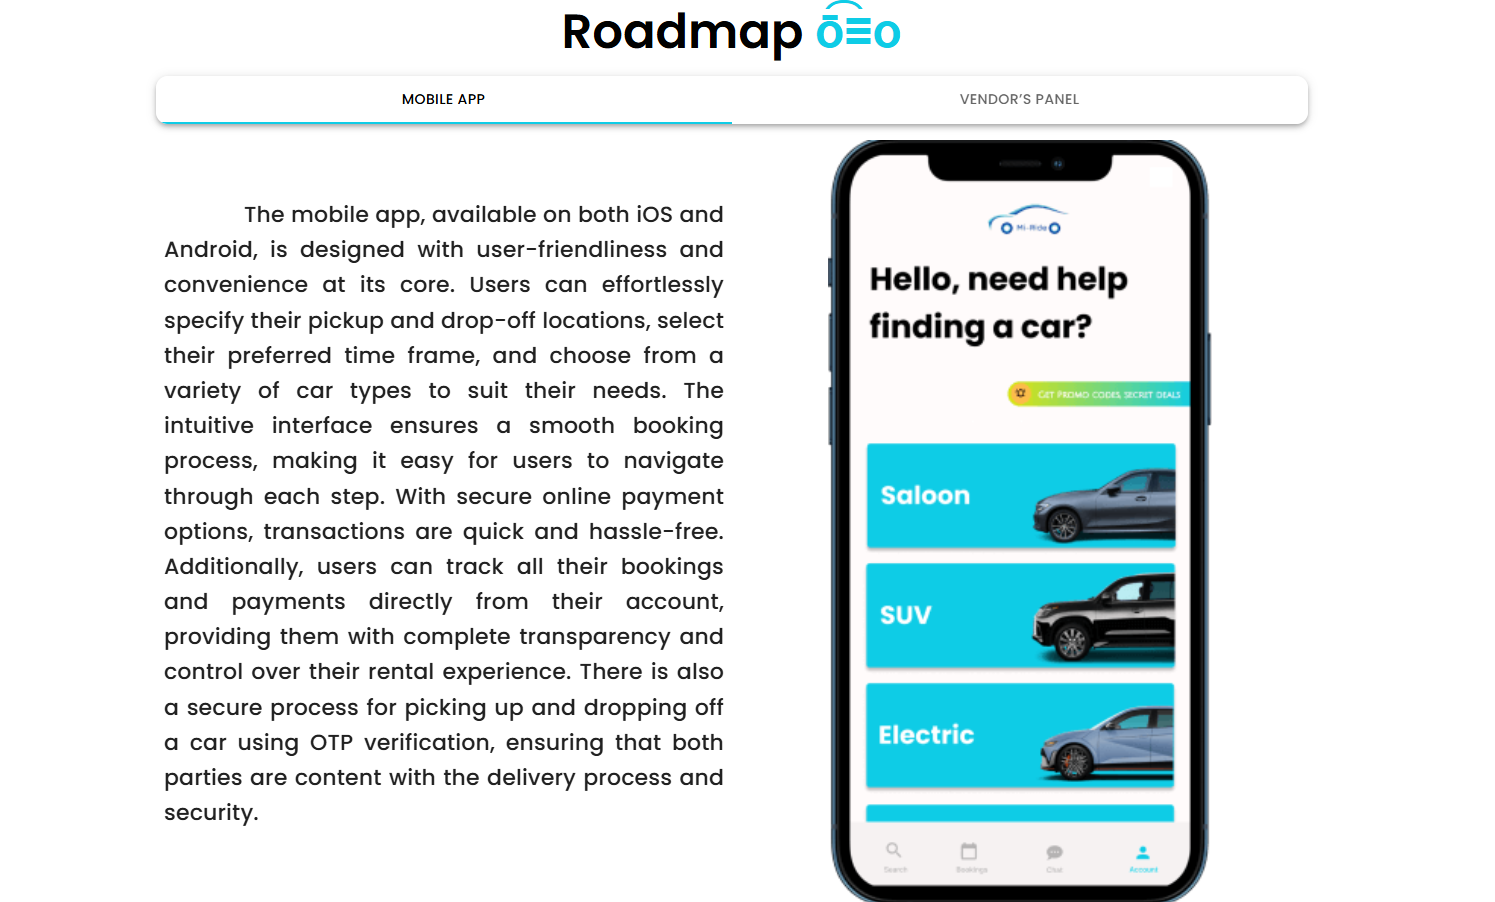 Roadmap
MOBILE APP
VENDOR’S PANEL
The mobile app, available on both iOS and
Android, is designed with user-friendliness and
convenience at its core. Users can effortlessly
specify their pickup and drop-off locations, select
their preferred time frame, and choose from a
variety of car types to suit their needs. The
intuitive interface ensures a smooth booking
process, making it easy for users to navigate
through each step. With secure online payment
options, transactions are quick and hassle-free.
Additionally, users can track all their bookings
and payments directly from their account,
providing them with complete transparency and
control over their rental experience. There is also
a secure process for picking up and dropping off
a car using OTP verification, ensuring that both
parties are content with the delivery process and
security.
Mi-Ride
Hello, need help
finding a car?
GET PROMO CODES, SECRET DEALS
Saloon
SUV
Electric
Search
Bookings
Chat
Account